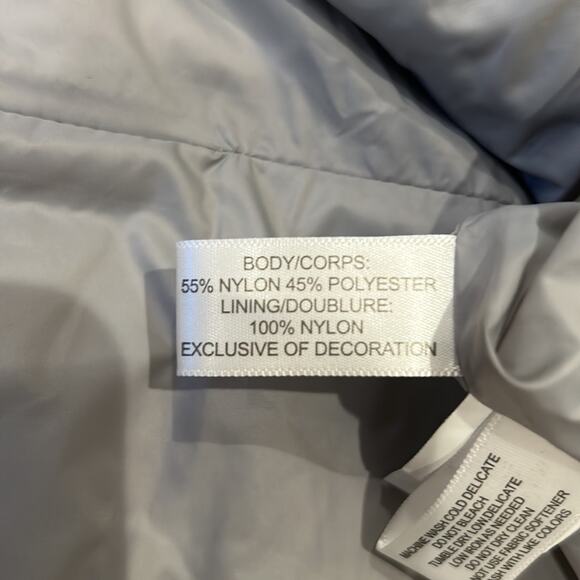 BODY/CORPS:
55% NYLON 45% POLYESTER
LINING/DOUBLURE:
100% NYLON
EXCLUSIVE OF DECORATION
MACHINE WASH COLD DELICATE
DO NOT BLEACH
TUMBLE DRY LOW DELICATE
LOW IRON AS NEEDED
DO NOT DRY CLEAN
NOT USE FABRIC SOFTENER
WITH LIKE COLORS